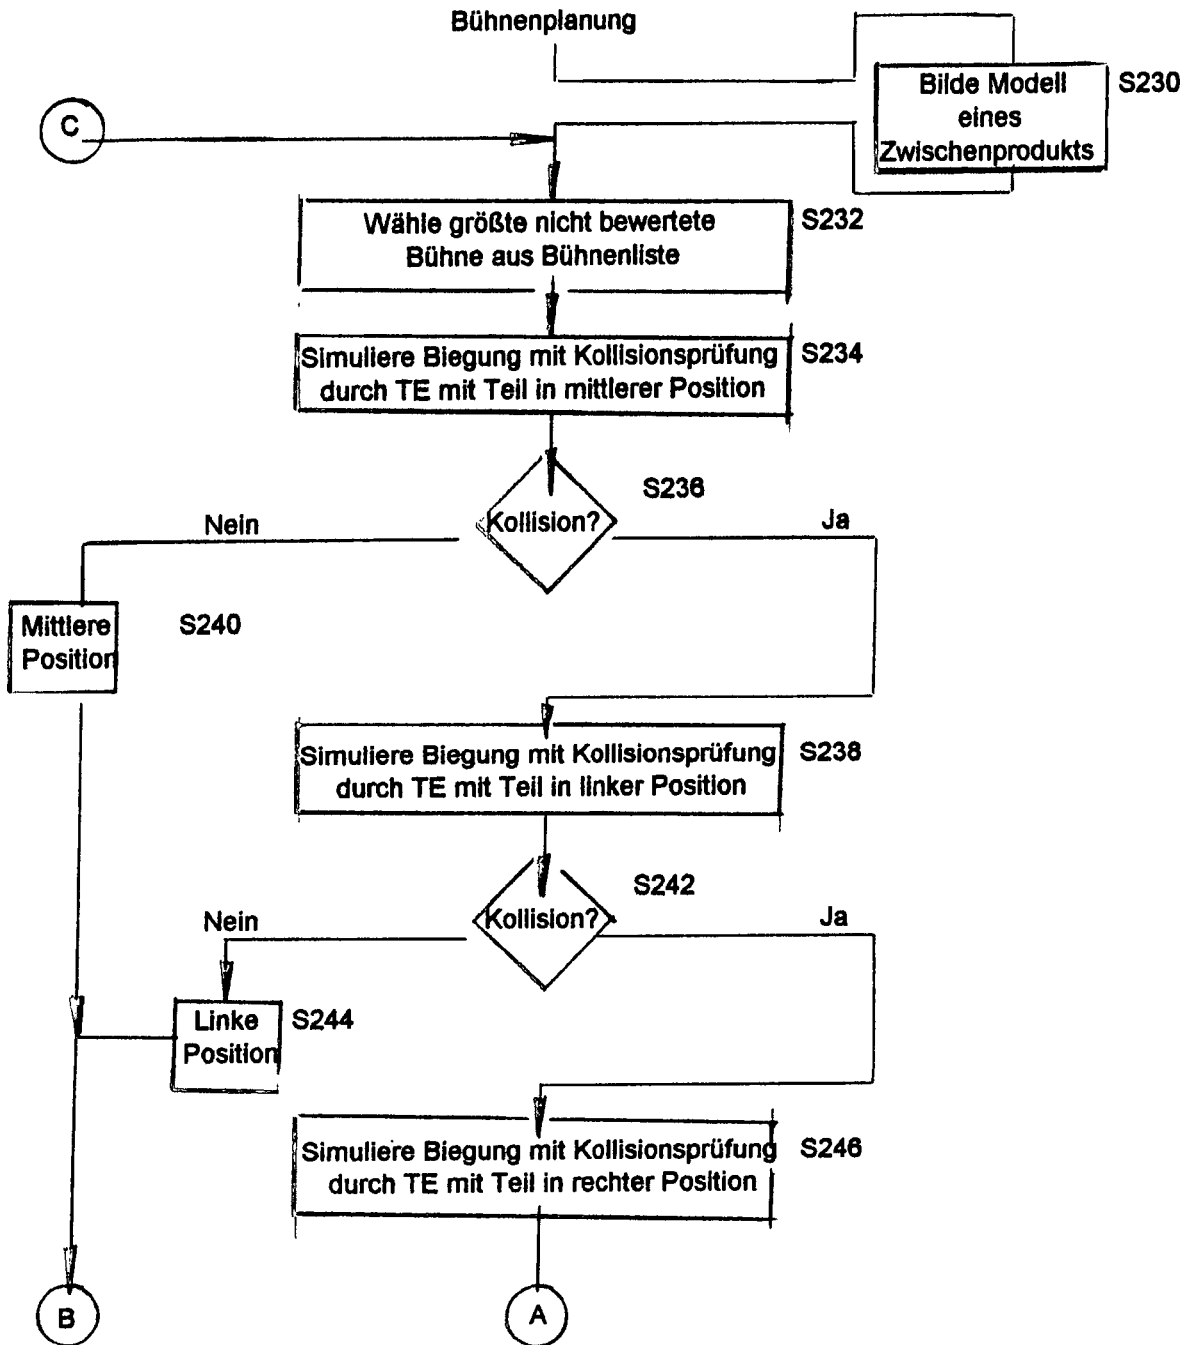 Bühnenplanung
Bilde Modell
eines
Zwischenprodukts
S230
C
Wähle größte nicht bewertete
Bühne aus Bühnenliste
S232
Simuliere Biegung mit Kollisionsprüfung
durch TE mit Teil in mittlerer Position
S234
Kollision?
S236
Nein
Ja
Mittlere
Position
S240
Simuliere Biegung mit Kollisionsprüfung
durch TE mit Teil in linker Position
S238
Kollision?
S242
Nein
Ja
Linke
Position
S244
Simuliere Biegung mit Kollisionsprüfung
durch TE mit Teil in rechter Position
S246
B
A